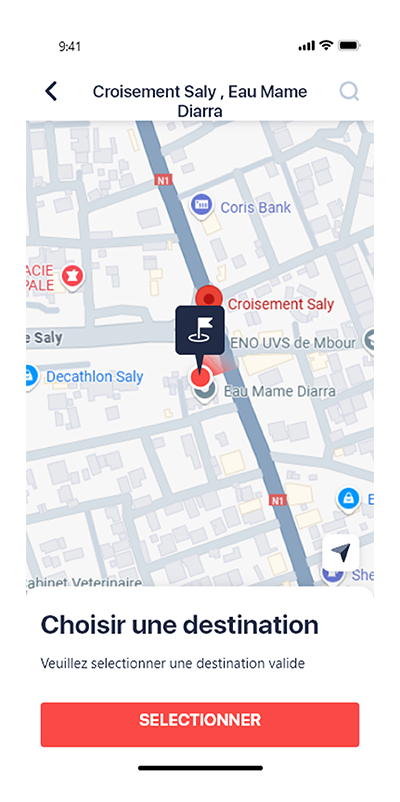 9:41
Croisement Saly , Eau Mame
Diarra
N1
Coris Bank
ACIE
PALE
Croisement Saly
e Saly
ENO UVS de Mbour
Decathlon Saly
Eau Mame Diarra
N1
E
She
abinet Veterinaire
Choisir une destination
Veuillez selectionner une destination valide
SELECTIONNER